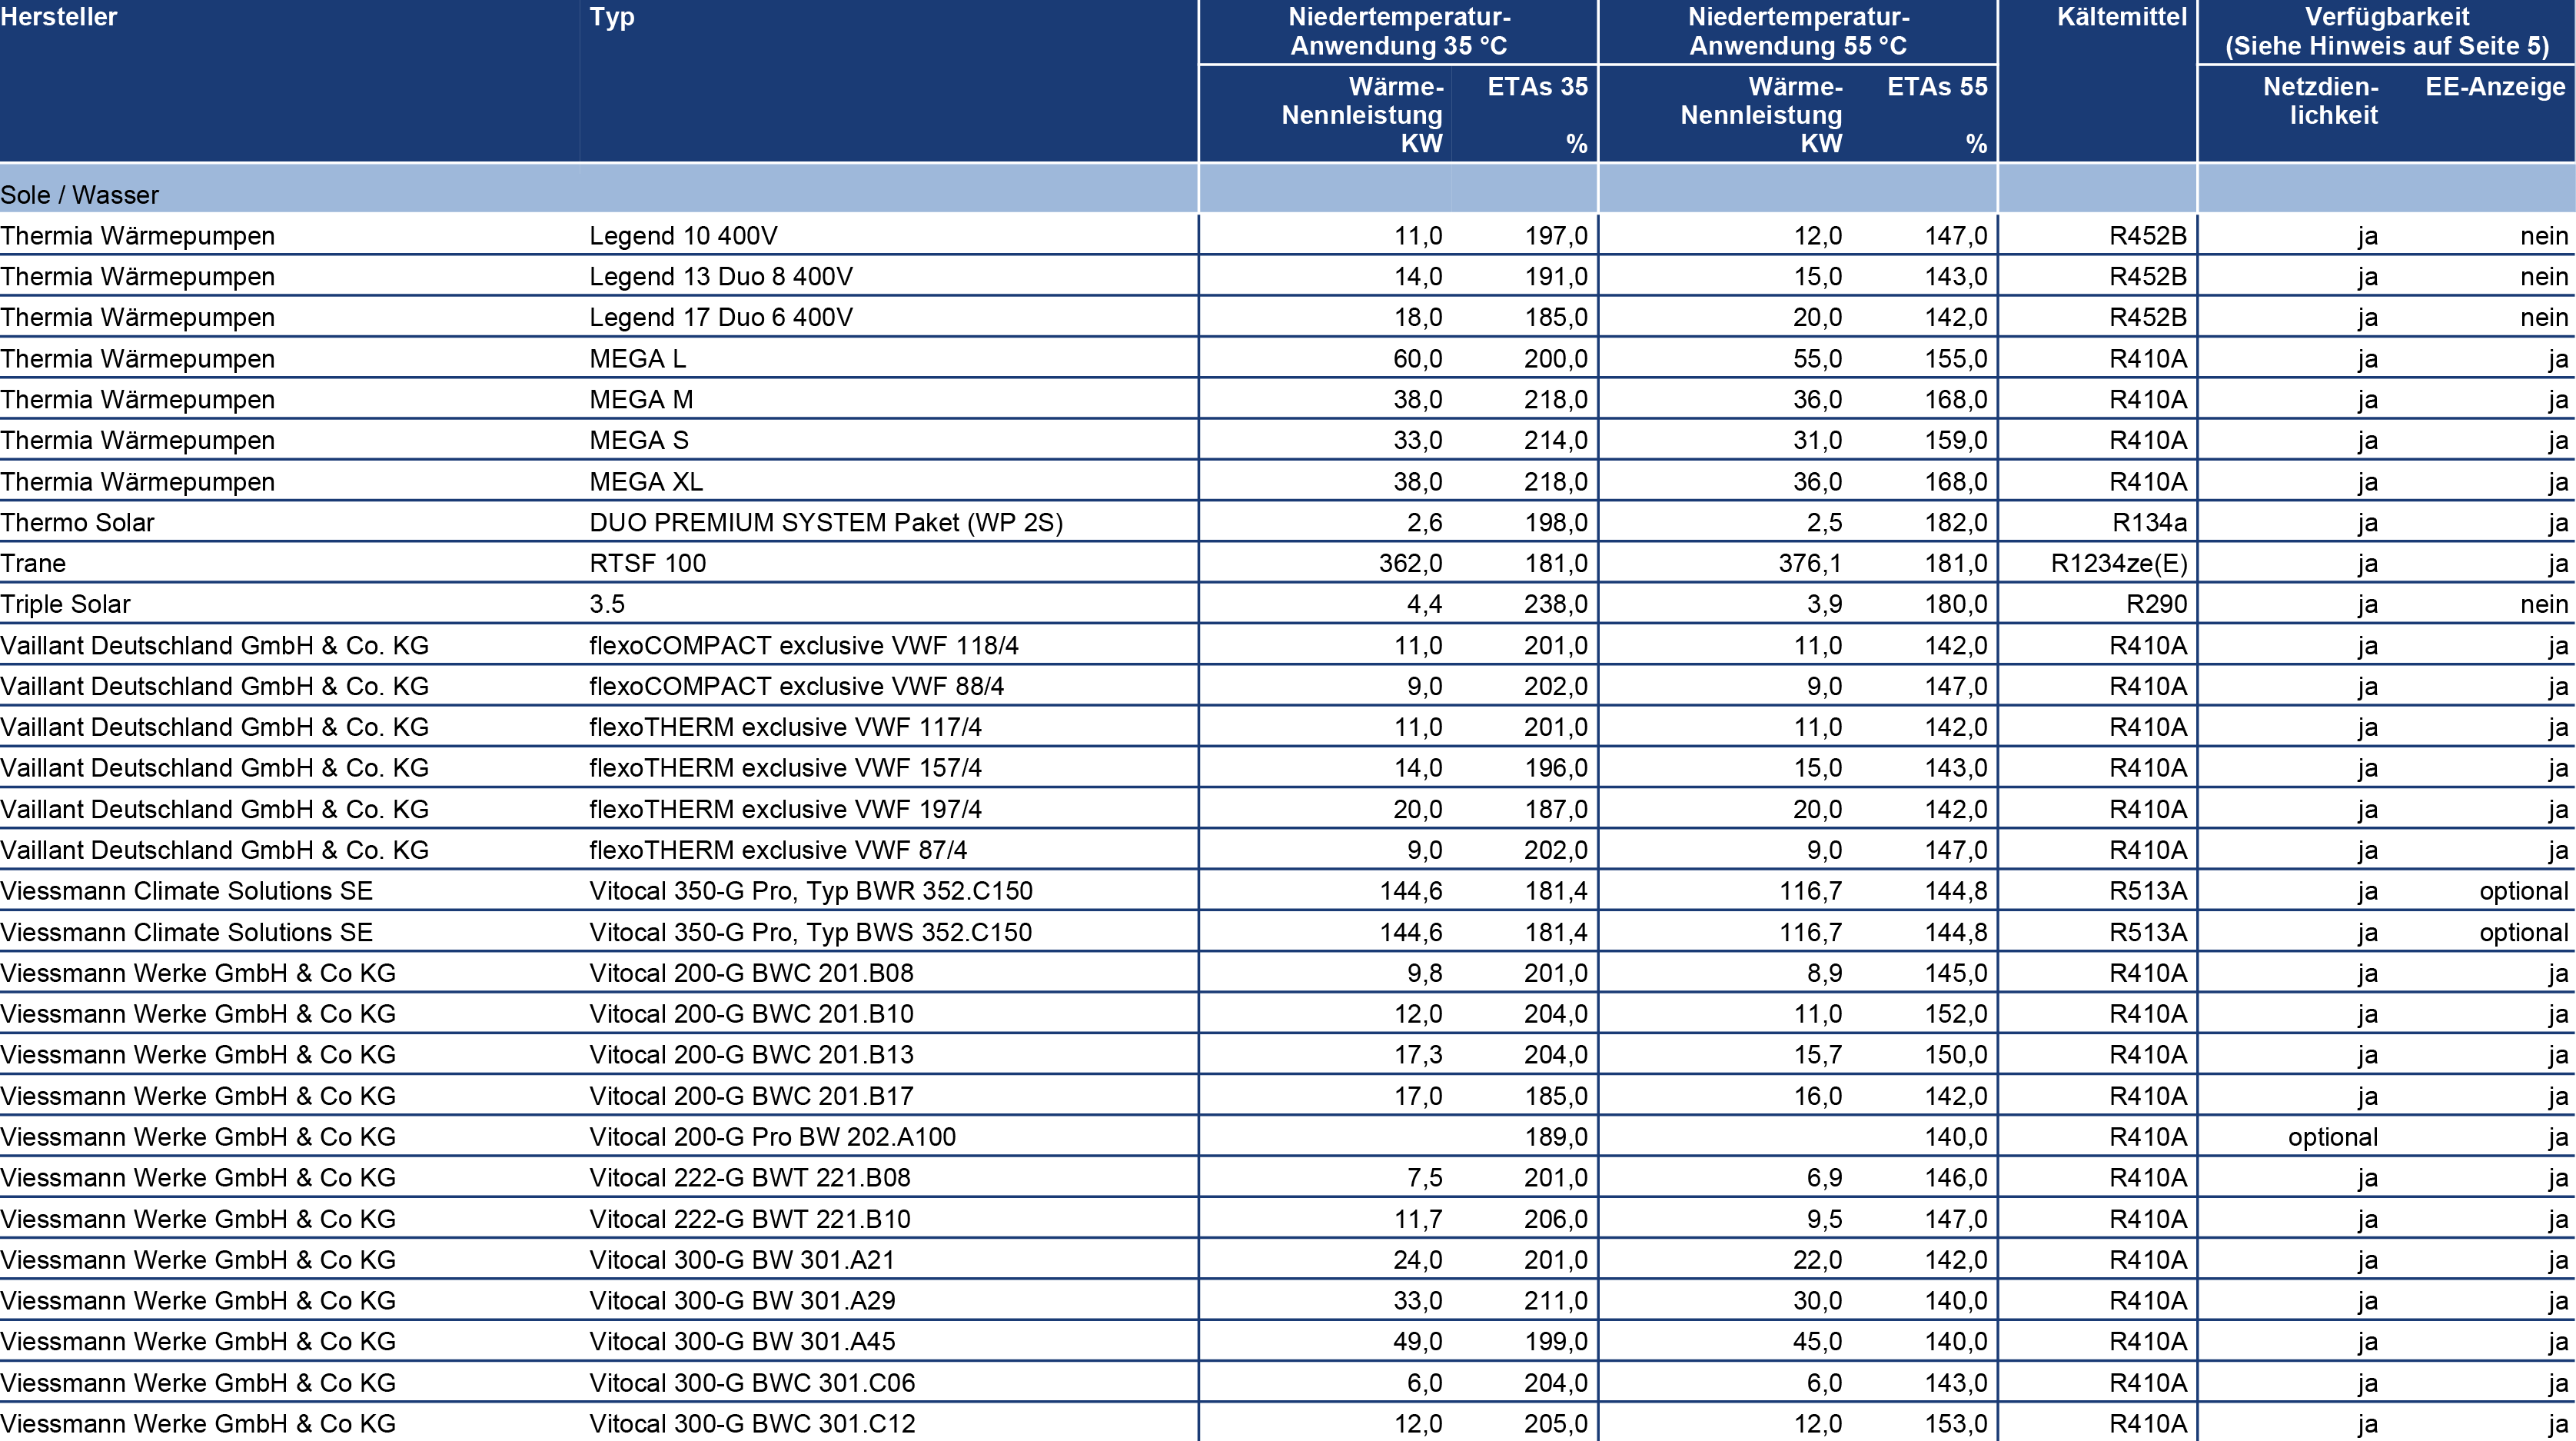 Hersteller Typ Niedertemperatur- Niedertemperatur- Kältemittel Verfügbarkeit
Anwendung 35 °C Anwendung 55 °C (Siehe Hinweis auf Seite 5)
Wärme- ETAs 35 Wärme- ETAs 55 Netzdien- EE-Anzeige
Nennleistung Nennleistung lichkeit
KW % KW %
Sole / Wasser
Thermia Wärmepumpen Legend 10 400V 11,0 197,0 12,0 147,0 R452B ja nein
Thermia Wärmepumpen Legend 13 Duo 8 400V 14,0 191,0 15,0 143,0 R452B ja nein
Thermia Wärmepumpen Legend 17 Duo 6 400V 18,0 185,0 20,0 142,0 R452B ja nein
Thermia Wärmepumpen MEGA L 60,0 200,0 55,0 155,0 R410A ja ja
Thermia Wärmepumpen MEGA M 38,0 218,0 36,0 168,0 R410A ja ja
Thermia Wärmepumpen MEGA S 33,0 214,0 31,0 159,0 R410A ja ja
Thermia Wärmepumpen MEGA XL 38,0 218,0 36,0 168,0 R410A ja ja
Thermo Solar DUO PREMIUM SYSTEM Paket (WP 2S) 2,6 198,0 2,5 182,0 R134a ja ja
Trane RTSF 100 362,0 181,0 376,1 181,0 R1234ze(E) ja ja
Triple Solar 3.5 4,4 238,0 3,9 180,0 R290 ja nein
Vaillant Deutschland GmbH & Co. KG flexoCOMPACT exclusive VWF 118/4 11,0 201,0 11,0 142,0 R410A ja ja
Vaillant Deutschland GmbH & Co. KG flexoCOMPACT exclusive VWF 88/4 9,0 202,0 9,0 147,0 R410A ja ja
Vaillant Deutschland GmbH & Co. KG flexoTHERM exclusive VWF 117/4 11,0 201,0 11,0 142,0 R410A ja ja
Vaillant Deutschland GmbH & Co. KG flexoTHERM exclusive VWF 157/4 14,0 196,0 15,0 143,0 R410A ja ja
Vaillant Deutschland GmbH & Co. KG flexoTHERM exclusive VWF 197/4 20,0 187,0 20,0 142,0 R410A ja ja
Vaillant Deutschland GmbH & Co. KG flexoTHERM exclusive VWF 87/4 9,0 202,0 9,0 147,0 R410A ja ja
Viessmann Climate Solutions SE Vitocal 350-G Pro, Typ BWR 352.C150 144,6 181,4 116,7 144,8 R513A ja optional
Viessmann Climate Solutions SE Vitocal 350-G Pro, Typ BWS 352.C150 144,6 181,4 116,7 144,8 R513A ja optional
Viessmann Werke GmbH & Co KG Vitocal 200-G BWC 201.B08 9,8 201,0 8,9 145,0 R410A ja ja
Viessmann Werke GmbH & Co KG Vitocal 200-G BWC 201.B10 12,0 204,0 11,0 152,0 R410A ja ja
Viessmann Werke GmbH & Co KG Vitocal 200-G BWC 201.B13 17,3 204,0 15,7 150,0 R410A ja ja
Viessmann Werke GmbH & Co KG Vitocal 200-G BWC 201.B17 17,0 185,0 16,0 142,0 R410A ja ja
Viessmann Werke GmbH & Co KG Vitocal 200-G Pro BW 202.A100 189,0 140,0 R410A optional ja
Viessmann Werke GmbH & Co KG Vitocal 222-G BWT 221.B08 7,5 201,0 6,9 146,0 R410A ja ja
Viessmann Werke GmbH & Co KG Vitocal 222-G BWT 221.B10 11,7 206,0 9,5 147,0 R410A ja ja
Viessmann Werke GmbH & Co KG Vitocal 300-G BW 301.A21 24,0 201,0 22,0 142,0 R410A ja ja
Viessmann Werke GmbH & Co KG Vitocal 300-G BW 301.A29 33,0 211,0 30,0 140,0 R410A ja ja
Viessmann Werke GmbH & Co KG Vitocal 300-G BW 301.A45 49,0 199,0 45,0 140,0 R410A ja ja
Viessmann Werke GmbH & Co KG Vitocal 300-G BWC 301.C06 6,0 204,0 6,0 143,0 R410A ja ja
Viessmann Werke GmbH & Co KG Vitocal 300-G BWC 301.C12 12,0 205,0 12,0 153,0 R410A ja ja